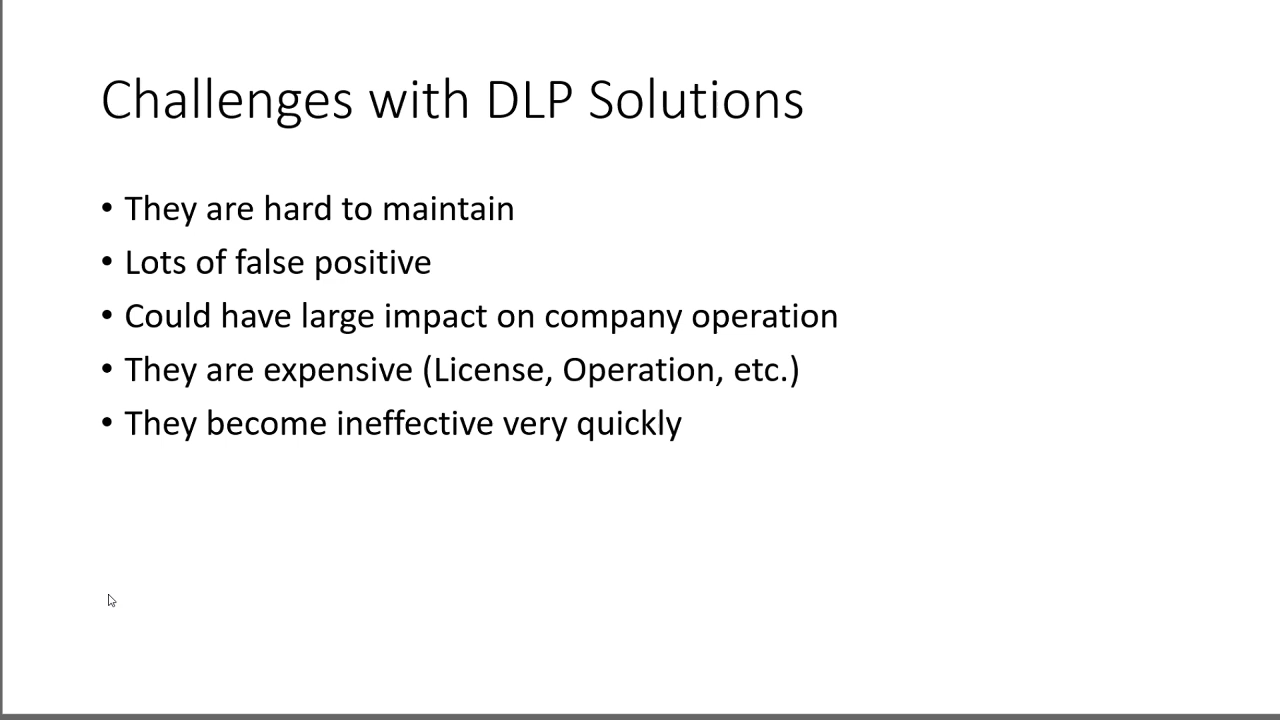 Challenges with DLP Solutions
• They are hard to maintain
• Lots of false positive
• Could have large impact on company operation
• They are expensive (License, Operation, etc.)
• They become ineffective very quickly